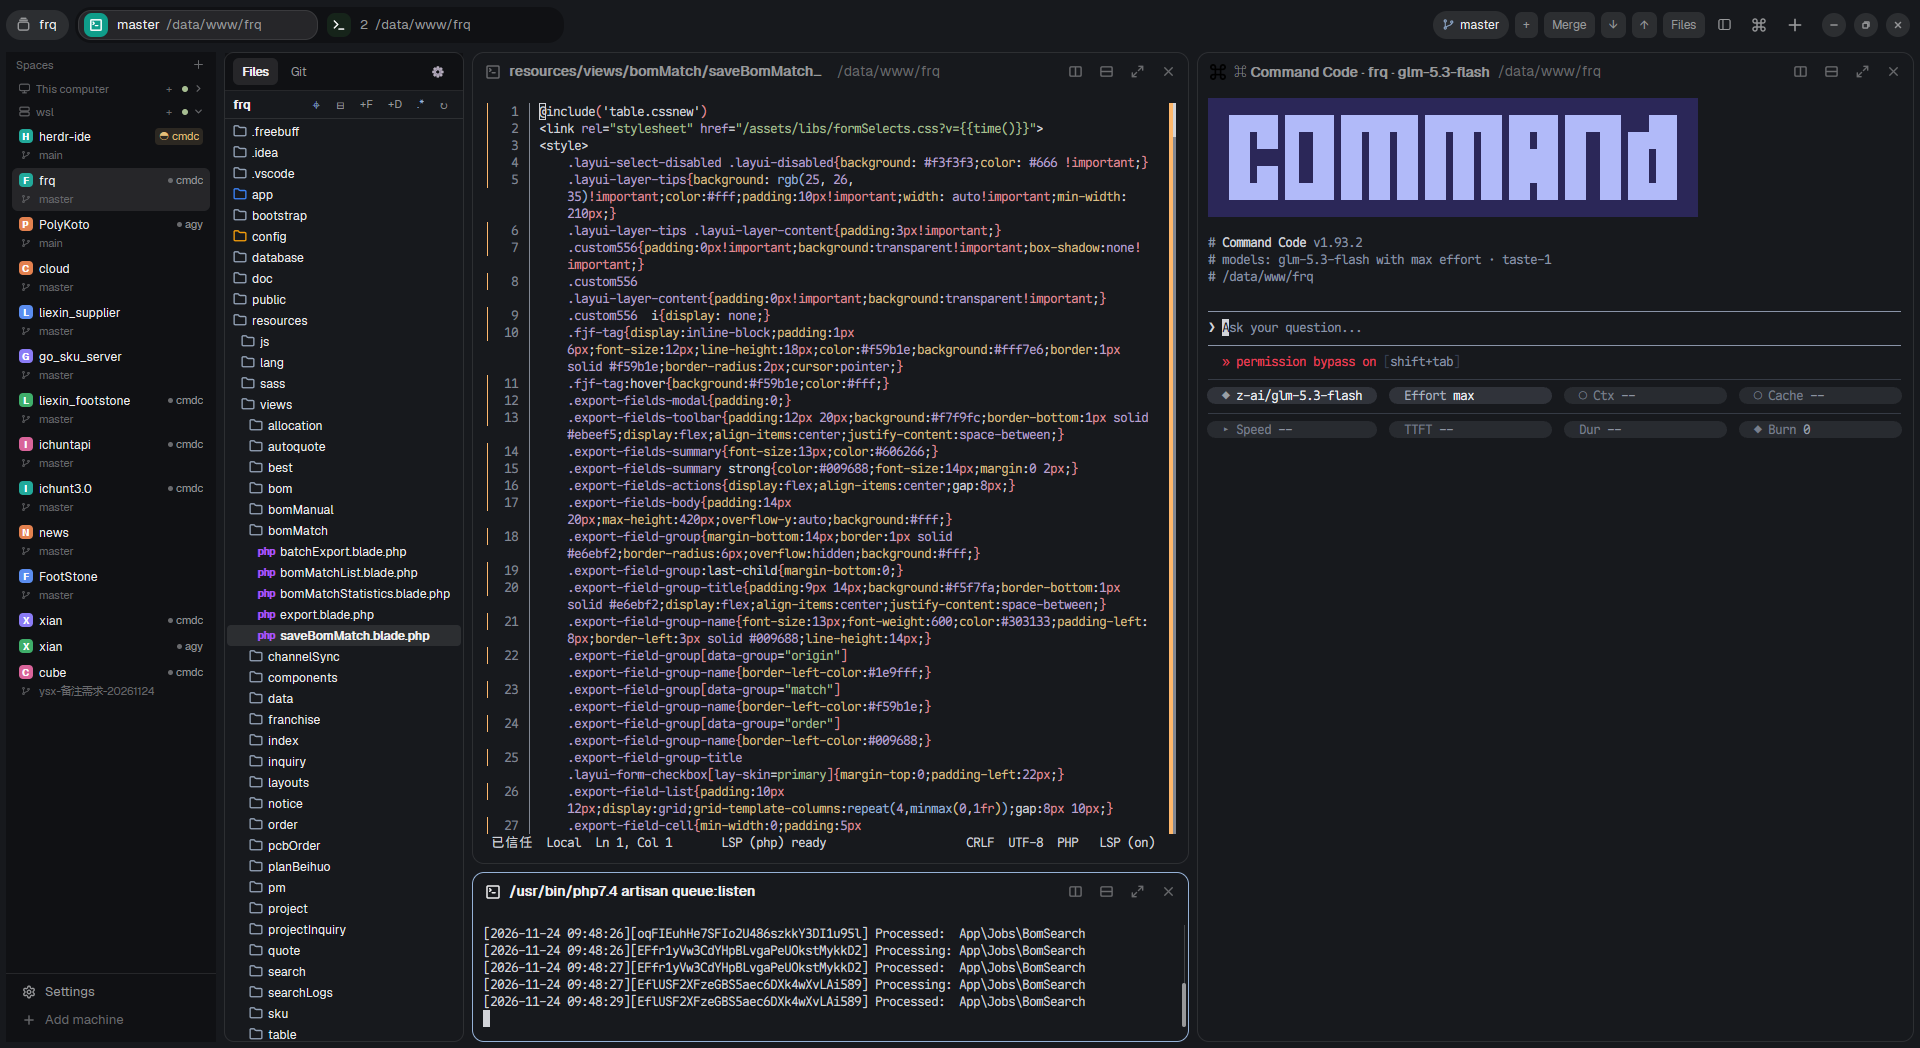 frq
master /data/www/frq
2 /data/www/frq
master
+
Merge
↓
↑
Files
Spaces
This computer
wsl
herdr-ide
cmdc
main
frq
cmdc
master
PolyKoto
agy
main
cloud
master
liexin_supplier
master
go_sku_server
master
liexin_footstone
cmdc
master
ichuntapi
cmdc
master
ichunt3.0
cmdc
master
news
master
FootStone
master
xian
cmdc
xian
agy
cube
cmdc
ysx-备注需求-20261124
Settings
Add machine
Files
Git
frq
+F
+D
.*
.freebuff
.idea
.vscode
app
bootstrap
config
database
doc
public
resources
js
lang
sass
views
allocation
autoquote
best
bom
bomManual
bomMatch
php batchExport.blade.php
php bomMatchList.blade.php
php bomMatchStatistics.blade.php
php export.blade.php
php saveBomMatch.blade.php
channelSync
components
data
franchise
index
inquiry
layouts
notice
order
pcbOrder
planBeihuo
pm
project
projectInquiry
quote
search
searchLogs
sku
table
resources/views/bomMatch/saveBomMatch_ /data/www/frq
1 @include('table.cssnew')
2 <link rel="stylesheet" href="/assets/libs/formSelects.css?v={{time()}}">
3 <style>
4 .layui-select-disabled .layui-disabled{background: #f3f3f3;color: #666 !important;}
5 .layui-layer-tips{background: rgb(25, 26,
35)!important;color:#fff;padding:10px!important;width: auto!important;min-width:
210px;}
6 .layui-layer-tips .layui-layer-content{padding:3px!important;}
7 .custom556{padding:0px!important;background:transparent!important;box-shadow:none!
important;}
8 .custom556
.layui-layer-content{padding:0px!important;background:transparent!important;}
9 .custom556  i{display: none;}
10 .fjf-tag{display:inline-block;padding:1px
6px;font-size:12px;line-height:18px;color:#f59b1e;background:#fff7e6;border:1px
solid #f59b1e;border-radius:2px;cursor:pointer;}
11 .fjf-tag:hover{background:#f59b1e;color:#fff;}
12 .export-fields-modal{padding:0;}
13 .export-fields-toolbar{padding:12px 20px;background:#f7f9fc;border-bottom:1px solid
#ebeef5;display:flex;align-items:center;justify-content:space-between;}
14 .export-fields-summary{font-size:13px;color:#606266;}
15 .export-fields-summary strong{color:#009688;font-size:14px;margin:0 2px;}
16 .export-fields-actions{display:flex;align-items:center;gap:8px;}
17 .export-fields-body{padding:14px
20px;max-height:420px;overflow-y:auto;background:#fff;}
18 .export-field-group{margin-bottom:14px;border:1px solid
#e6ebf2;border-radius:6px;overflow:hidden;background:#fff;}
19 .export-field-group:last-child{margin-bottom:0;}
20 .export-field-group-title{padding:9px 14px;background:#f5f7fa;border-bottom:1px
solid #e6ebf2;display:flex;align-items:center;justify-content:space-between;}
21 .export-field-group-name{font-size:13px;font-weight:600;color:#303133;padding-left:
8px;border-left:3px solid #009688;line-height:14px;}
22 .export-field-group[data-group="origin"]
.export-field-group-name{border-left-color:#1e9fff;}
23 .export-field-group[data-group="match"]
.export-field-group-name{border-left-color:#f59b1e;}
24 .export-field-group[data-group="order"]
.export-field-group-name{border-left-color:#009688;}
25 .export-field-group-title
.layui-form-checkbox[lay-skin=primary]{margin-top:0;padding-left:22px;}
26 .export-field-list{padding:10px
12px;display:grid;grid-template-columns:repeat(4,minmax(0,1fr));gap:8px 10px;}
27 .export-field-cell{min-width:0;padding:5px
已信任 Local Ln 1, Col 1 LSP (php) ready CRLF UTF-8 PHP LSP (on)
/usr/bin/php7.4 artisan queue:listen
[2026-11-24 09:48:26][oqFIEuhHe7SFIo2U486szkkY3DI1u95l] Processed:  App\Jobs\BomSearch
[2026-11-24 09:48:26][EFfr1yVw3CdYHpBLvgaPeUOkstMykkD2] Processing: App\Jobs\BomSearch
[2026-11-24 09:48:27][EFfr1yVw3CdYHpBLvgaPeUOkstMykkD2] Processed:  App\Jobs\BomSearch
[2026-11-24 09:48:27][EflUSF2XFzeGBS5aec6DXk4wXvLAi589] Processing: App\Jobs\BomSearch
[2026-11-24 09:48:29][EflUSF2XFzeGBS5aec6DXk4wXvLAi589] Processed:  App\Jobs\BomSearch
⌘ Command Code · frq · glm-5.3-flash /data/www/frq
COMMANd
# Command Code v1.93.2
# models: glm-5.3-flash with max effort · taste-1
# /data/www/frq
❯ Ask your question...
» permission bypass on [shift+tab]
◆ z-ai/glm-5.3-flash
Effort max
○ Ctx --
○ Cache --
▸ Speed --
TTFT --
Dur --
◆ Burn 0